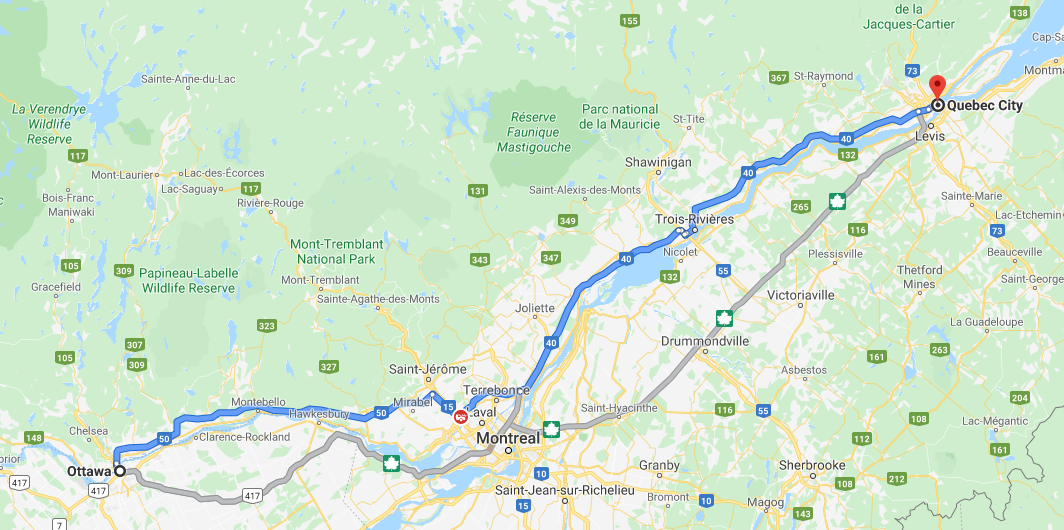 155
138
de la
Jacques-Cartier
Cap-Sa
73
Montma
Sainte-Anne-du-Lac
367
St-Raymond
Quebec City
La Verendrye
Wildlife
Reserve
Réserve
Faunique
Mastigouche
Parc national
de la Mauricie
St-Tite
Levis
40
132
117
Mont-Laurier
Lac-des-Écorces
Lac-Saguay
117
Shawinigan
40
Bois-Franc
Maniwaki
Rivière-Rouge
131
Saint-Alexis-des-Monts
265
Sainte-Marie
Lac-Etchemin
349
Trois-Rivières
116
73
Mont-Tremblant
National Park
343
347
40
Nicolet
Plessisville
Beauceville
105
309
Papineau-Labelle
Wildlife Reserve
Mont-Tremblant
132
55
Thetford
Mines
Saint-George
Gracefield
Sainte-Agathe-des-Monts
Joliette
Victoriaville
323
La Guadeloupe
307
309
40
Drummondville
105
327
Saint-Jérôme
161
263
Asbestos
Terrebonne
Montebello
Mirabel
15
Laval
204
50
Hawkesbury
Saint-Hyacinthe
116
55
108
Lac-Mégantic
Chelsea
148
50
Clarence-Rockland
Montreal
112
161
prior
Ottawa
417
417
417
10
Granby
Sherbrooke
108
212
Saint-Jean-sur-Richelieu
15
Bromont
10
Magog
143
7